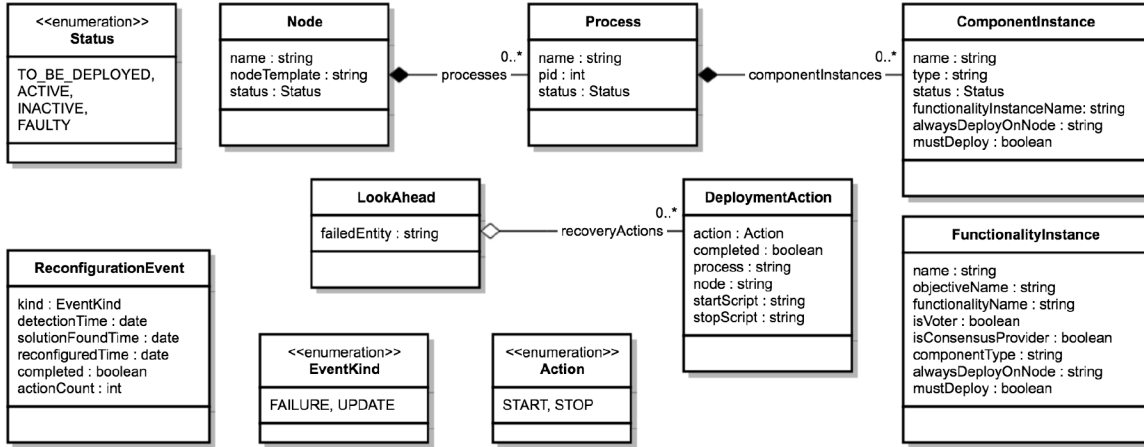 <<enumeration>>
Status
TO_BE_DEPLOYED,
ACTIVE,
INACTIVE,
FAULTY
Node
name : string
nodeTemplate : string
status : Status
processes
0..*
Process
name : string
pid : int
status : Status
componentInstances
0..*
ComponentInstance
name : string
type : string
status : Status
functionalityInstanceName: string
alwaysDeployOnNode : string
mustDeploy : boolean
LookAhead
failedEntity : string
recoveryActions
0..*
DeploymentAction
action : Action
completed : boolean
process : string
node : string
startScript : string
stopScript : string
FunctionalityInstance
name : string
objectiveName : string
functionalityName : string
isVoter : boolean
isConsensusProvider : boolean
componentType : string
alwaysDeployOnNode : string
mustDeploy : boolean
ReconfigurationEvent
kind : EventKind
detectionTime : date
solutionFoundTime : date
reconfiguredTime : date
completed : boolean
actionCount : int
<<enumeration>>
EventKind
FAILURE, UPDATE
<<enumeration>>
Action
START, STOP